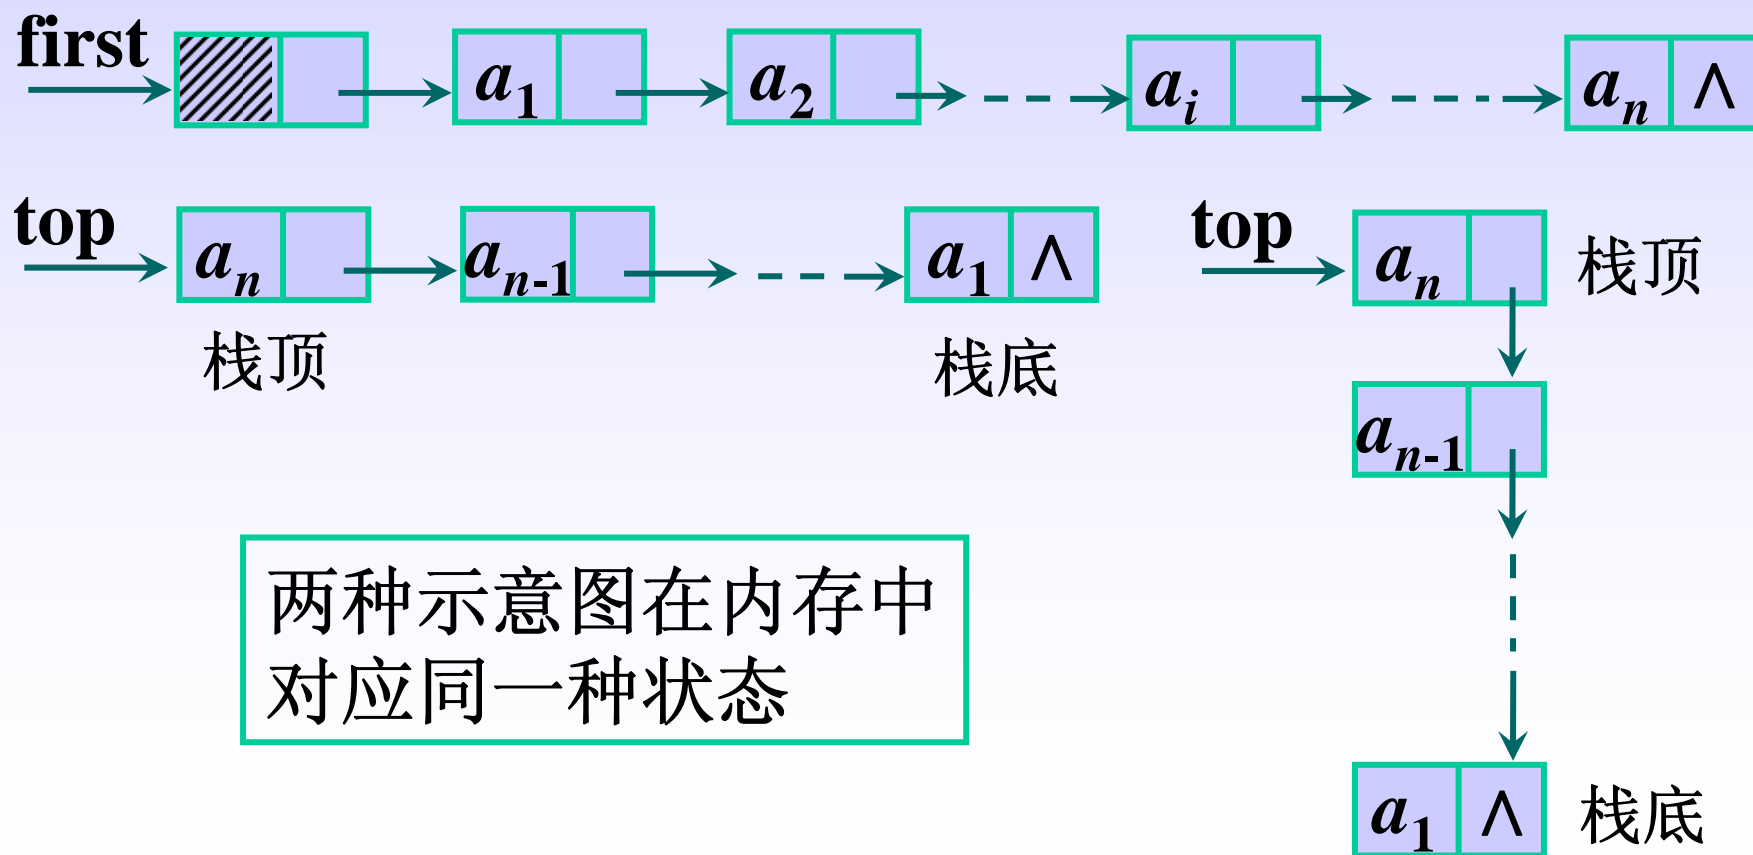 first a1 a2 ai an ∧
top an an-1 a1 ∧
栈顶 栈底
top an 栈顶
an-1
a1 ∧ 栈底
两种示意图在内存中
对应同一种状态